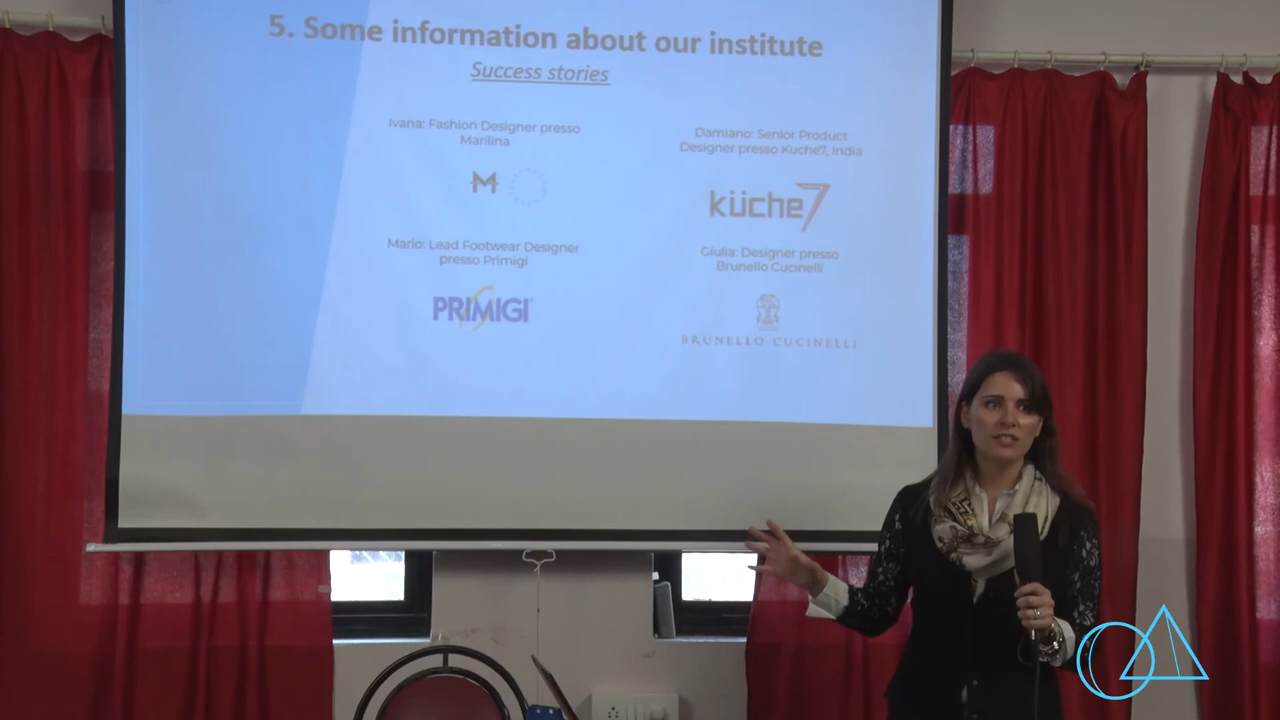 5. Some information about our institute
Success stories
Ivana: Fashion Designer presso
Marilina
M
Damiano: Senior Product
Designer presso Kuche7, India
küche7
Mario: Lead Footwear Designer
presso Primigi
PRIMIGI
Giulia: Designer presso
Brunello Cucinelli
BRUNELLO CUCINELLI